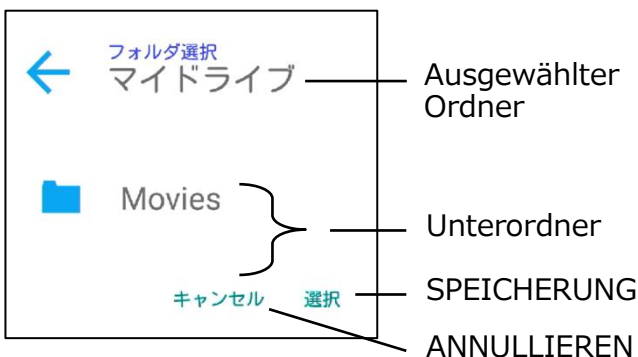 フォルダ選択
マイドライブ
Ausgewählter
Ordner
Movies
Unterordner
キャンセル 選択
SPEICHERUNG
ANNULLIEREN